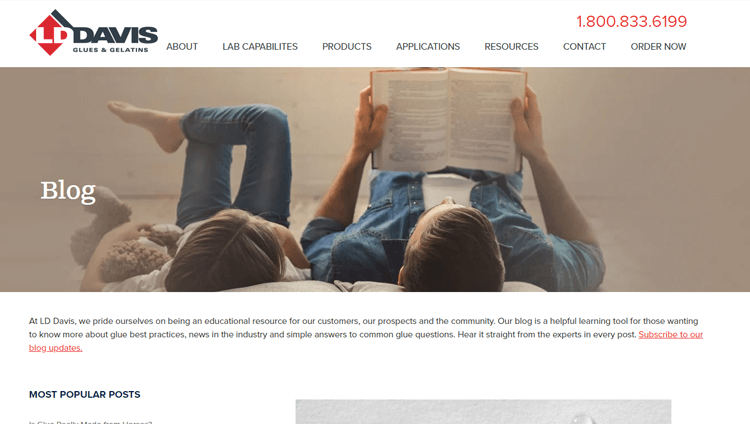 1.800.833.6199
LD DAVIS
GLUES & GELATINS
ABOUT LAB CAPABILITES PRODUCTS APPLICATIONS RESOURCES CONTACT ORDER NOW
Blog
At LD Davis, we pride ourselves on being an educational resource for our customers, our prospects and the community. Our blog is a helpful learning tool for those wanting
to know more about glue best practices, news in the industry and simple answers to common glue questions. Hear it straight from the experts in every post. Subscribe to our
blog updates.
MOST POPULAR POSTS
Is Glue Really Made from Horses?